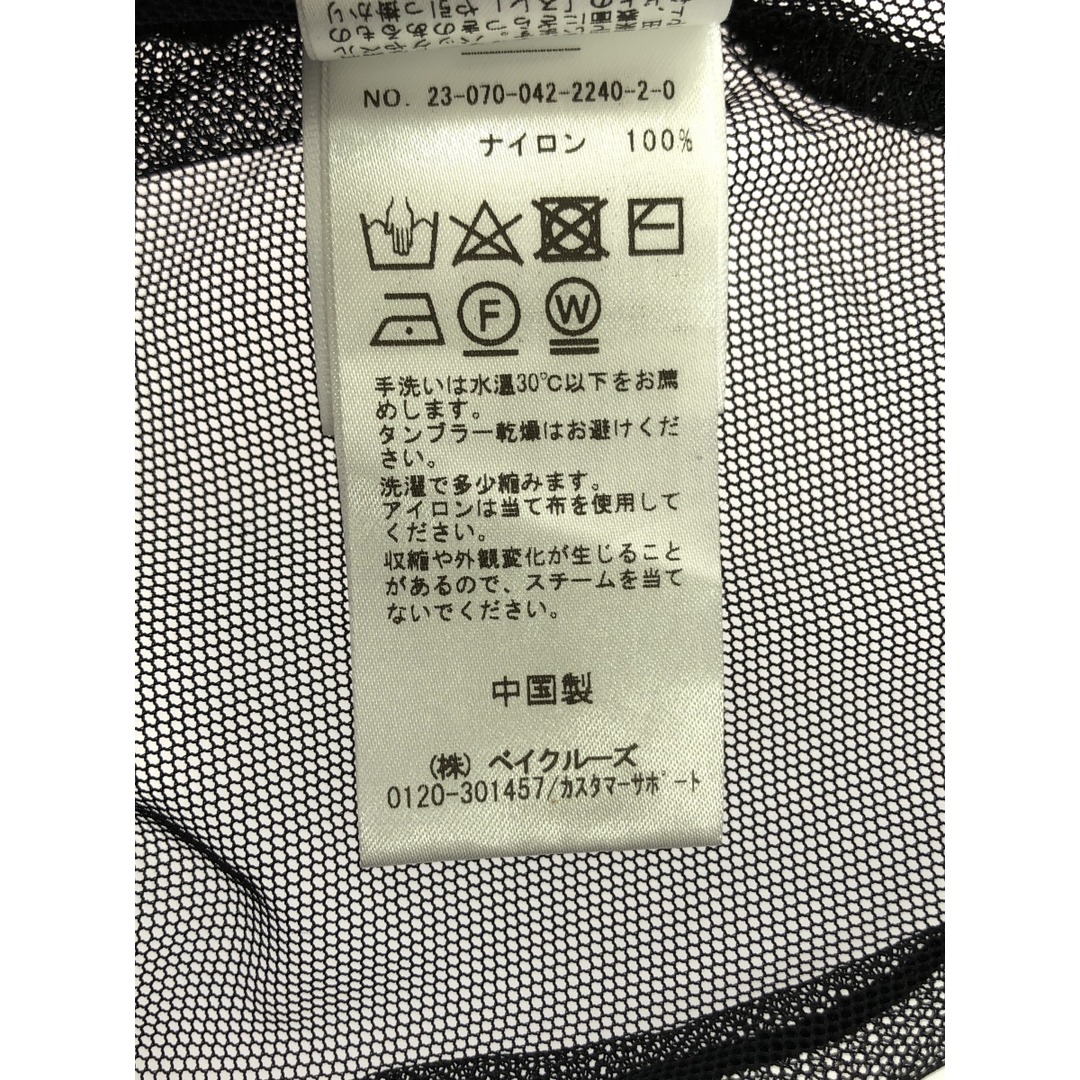 NO. 23-070-042-2240-2-0
ナイロン 100%
F W
手洗いは水温30℃以下をお薦
めします。
タンブラー乾燥はお避けくだ
さい。
洗濯で多少縮みます。
アイロンは当て布を使用して
ください。
収縮や外観変化が生じること
があるので、スチームを当て
ないでください。
中国製
(株) ベイクルーズ
0120-301457/カスタマーサポート